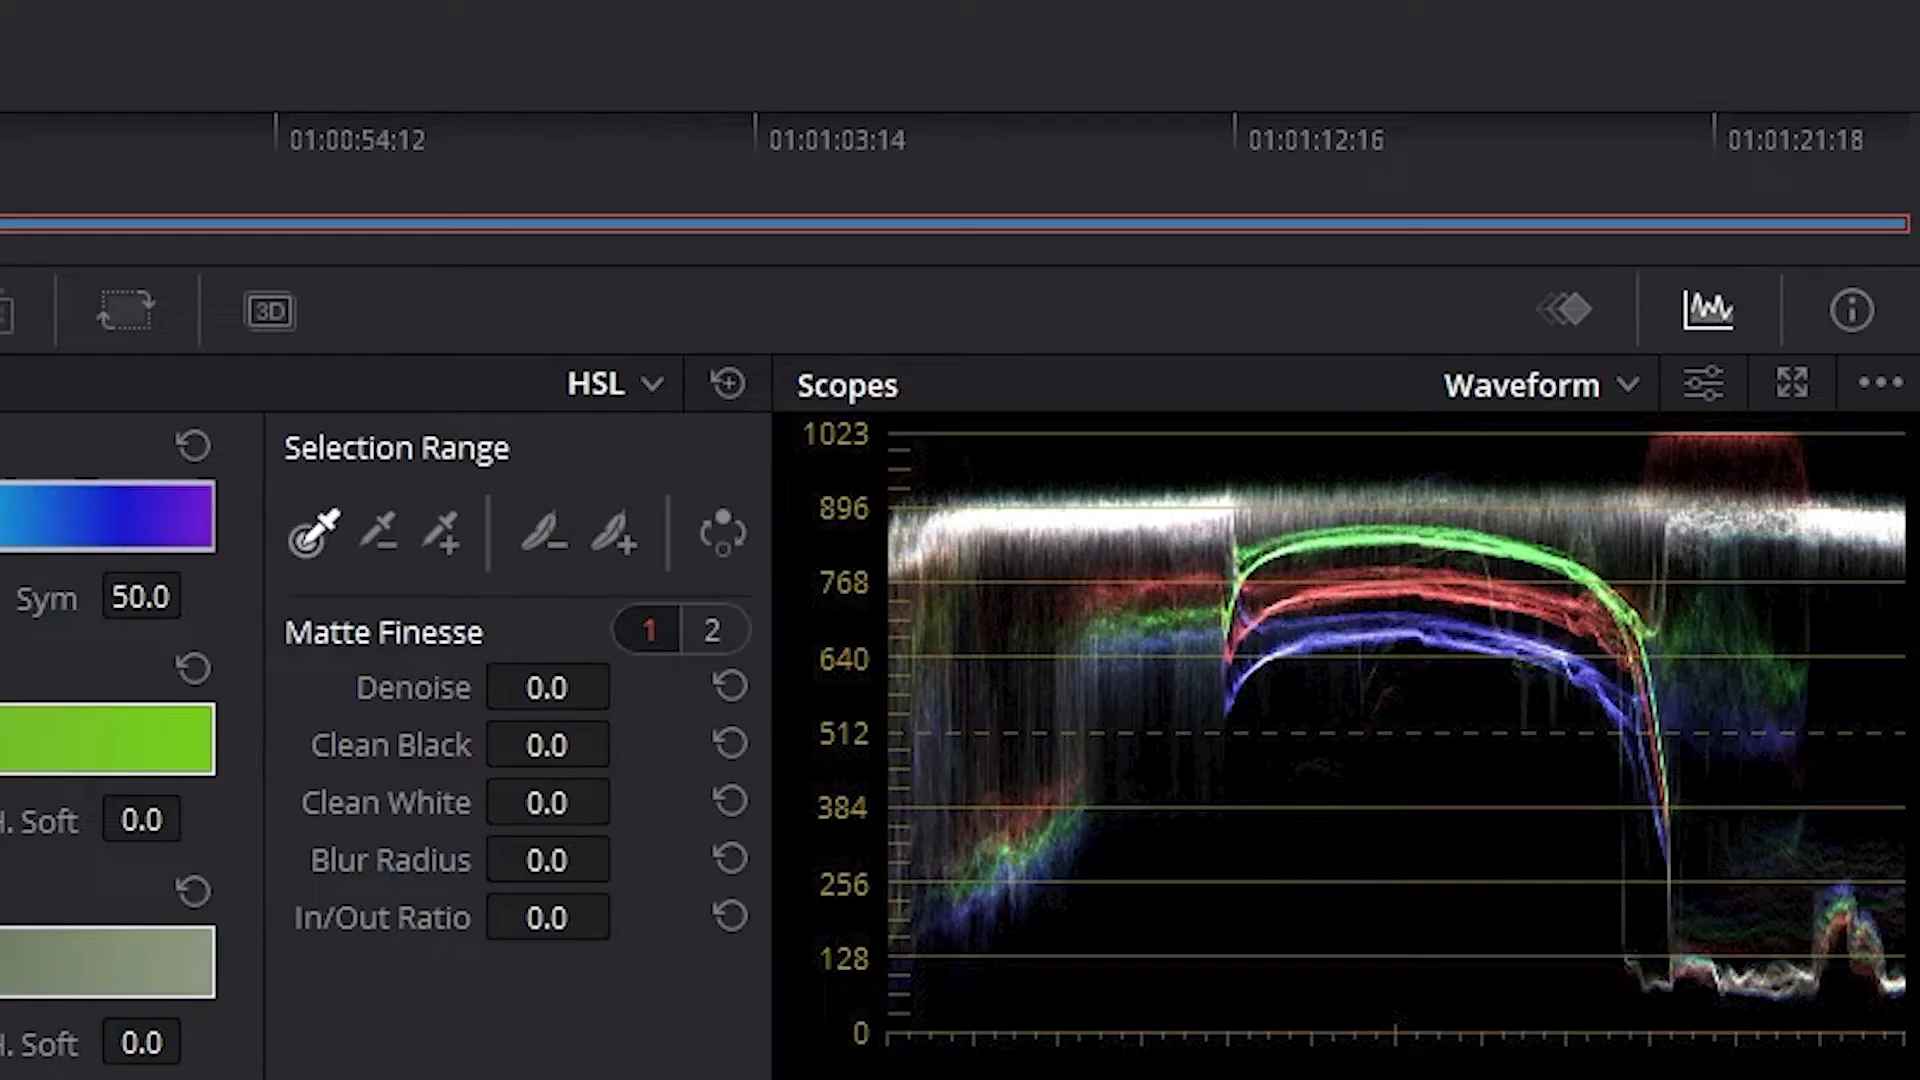 01:00:54:12 01:01:03:14 01:01:12:16 01:01:21:18
3D
HSL
Scopes Waveform
Selection Range
Sym 50.0
Matte Finesse 1 2
Denoise 0.0
Clean Black 0.0
Clean White 0.0
Blur Radius 0.0
In/Out Ratio 0.0
H. Soft 0.0
H. Soft 0.0
1023
896
768
640
512
384
256
128
0